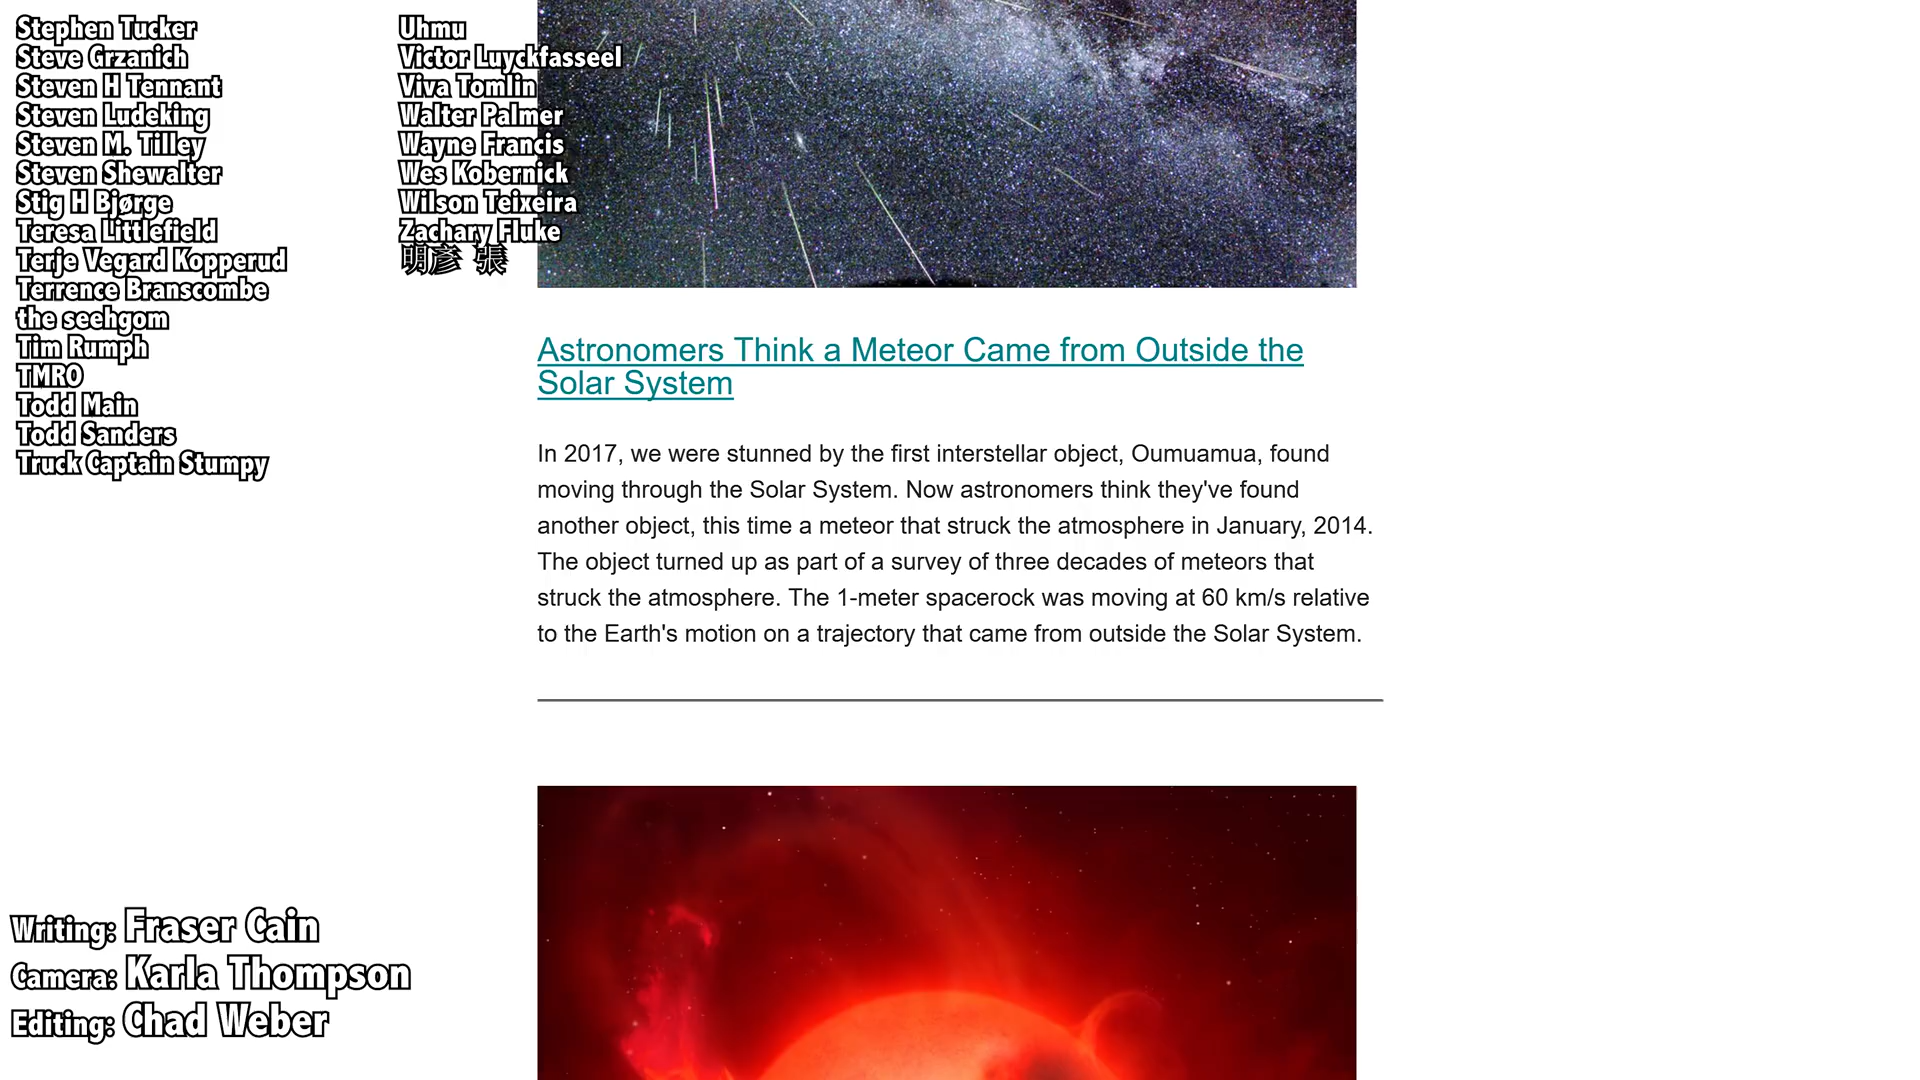 Stephen Tucker
Steve Grzanich
Steven H Tennant
Steven Ludeking
Steven M. Tilley
Steven Shewalter
Stig H Bjørge
Teresa Littlefield
Terje Vegard Kopperud
Terrence Branscombe
the seehgom
Tim Rumph
TMRO
Todd Main
Todd Sanders
Truck Captain Stumpy
Uhmu
Victor Luyckfasseel
Viva Tomlin
Walter Palmer
Wayne Francis
Wes Kobernick
Wilson Teixeira
Zachary Fluke
明彥 張
Astronomers Think a Meteor Came from Outside the
Solar System
In 2017, we were stunned by the first interstellar object, Oumuamua, found
moving through the Solar System. Now astronomers think they've found
another object, this time a meteor that struck the atmosphere in January, 2014.
The object turned up as part of a survey of three decades of meteors that
struck the atmosphere. The 1-meter spacerock was moving at 60 km/s relative
to the Earth's motion on a trajectory that came from outside the Solar System.
Writing: Fraser Cain
Camera: Karla Thompson
Editing: Chad Weber